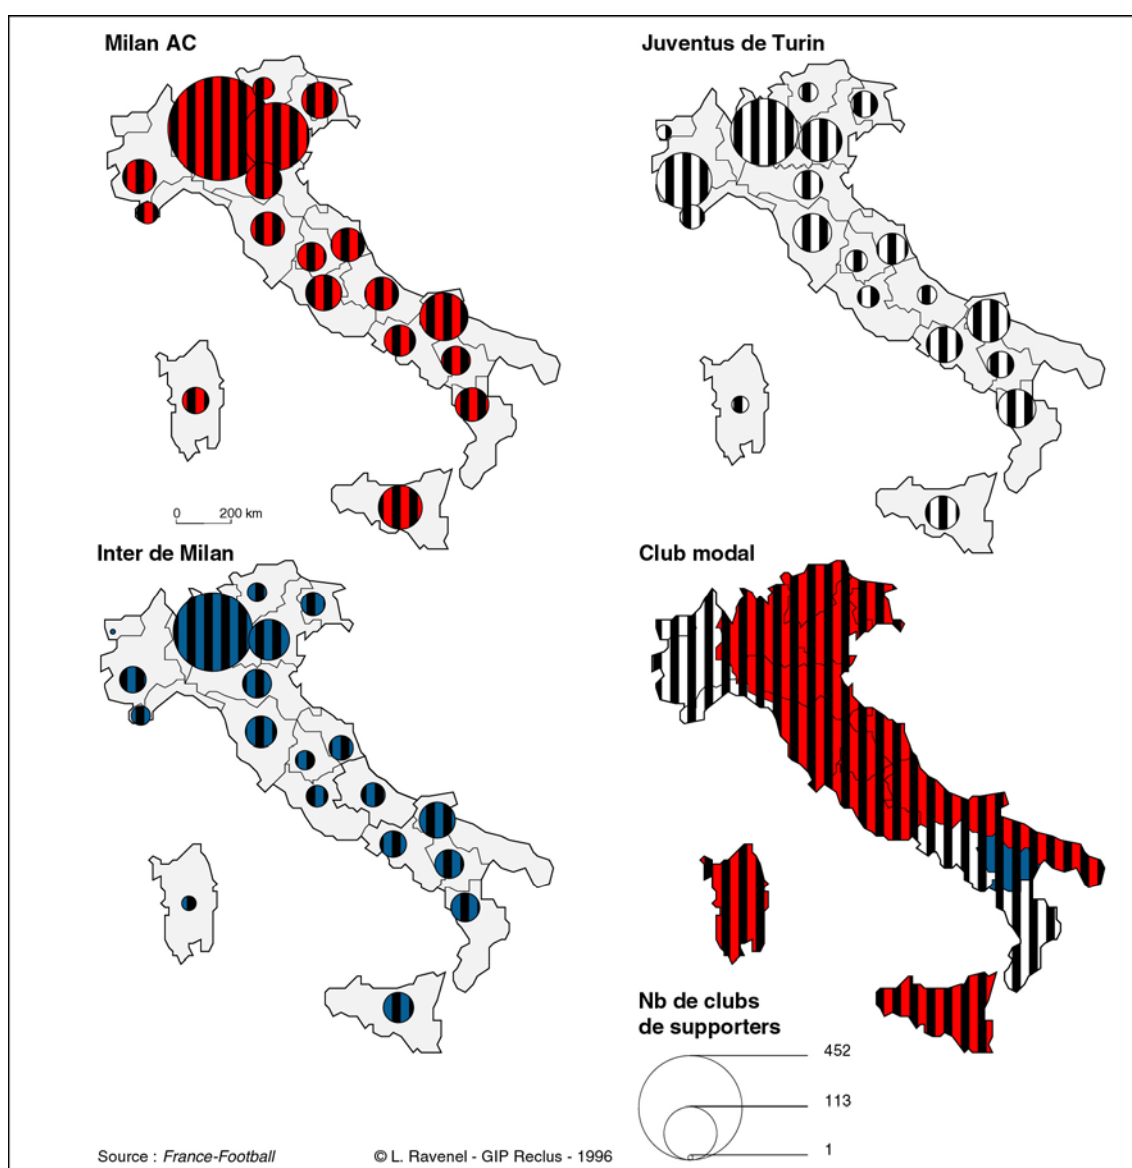 Milan AC
Juventus de Turin
0 200 km
Inter de Milan
Club modal
Nb de clubs
de supporters
452
113
1
Source : France-Football
© L. Ravenel - GIP Reclus - 1996